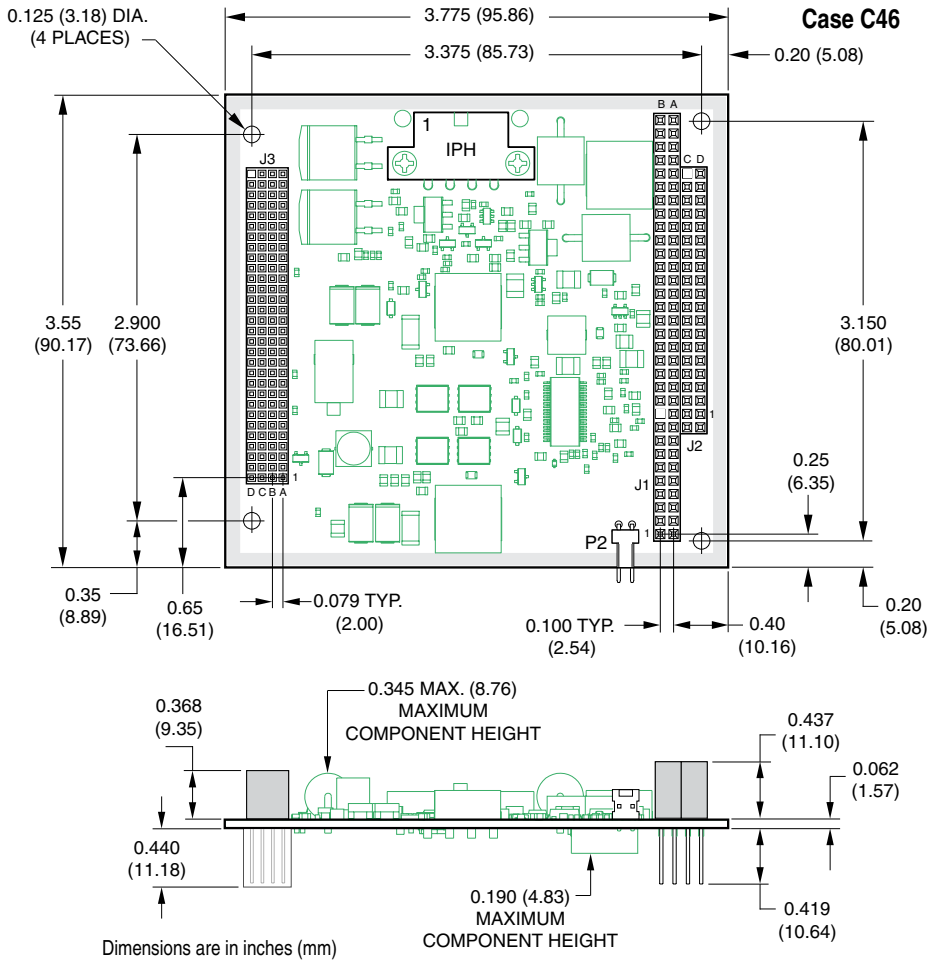 0.125 (3.18) DIA.
(4 PLACES)
3.775 (95.86)
Case C46
3.375 (85.73)
0.20 (5.08)
B A
1
IPH
J3
C D
3.55
(90.17)
2.900
(73.66)
3.150
(80.01)
1
J2
0.25
(6.35)
J1
1
D C B A
P2
1
0.35
(8.89)
0.65
(16.51)
0.079 TYP.
(2.00)
0.100 TYP.
(2.54)
0.40
(10.16)
0.20
(5.08)
0.345 MAX. (8.76)
MAXIMUM
COMPONENT HEIGHT
0.368
(9.35)
0.437
(11.10)
0.062
(1.57)
0.440
(11.18)
0.190 (4.83)
MAXIMUM
COMPONENT HEIGHT
0.419
(10.64)
Dimensions are in inches (mm)